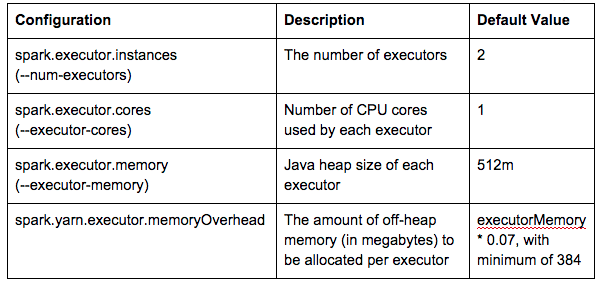 Configuration Description Default Value
spark.executor.instances The number of executors 2
(--num-executors)
spark.executor.cores Number of CPU cores 1
(--executor-cores) used by each executor
spark.executor.memory Java heap size of each 512m
(--executor-memory) executor
spark.yarn.executor.memoryOverhead The amount of off-heap executorMemory
memory (in megabytes) to * 0.07, with
be allocated per executor minimum of 384